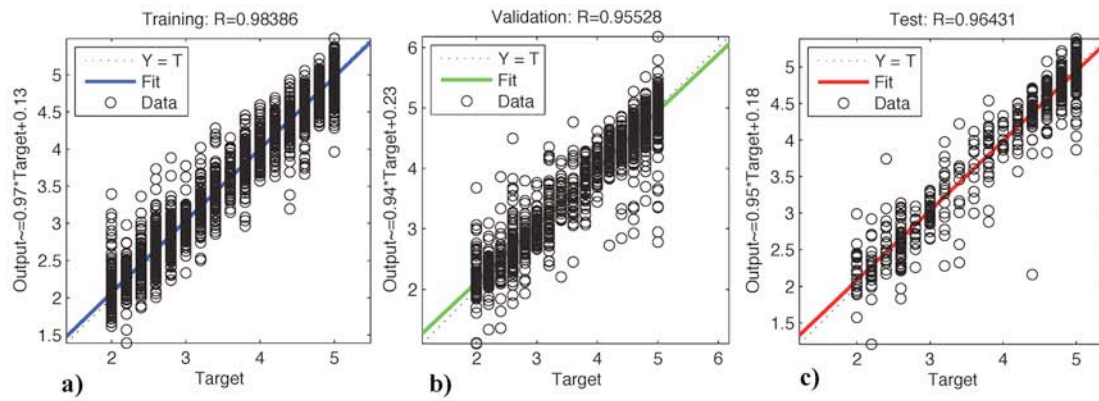 Training: R=0.98386
Output~=0.97*Target+0.13
5
4.5
4
3.5
3
2.5
2
1.5
Y = T
Fit
Data
2
3
4
5
Target
a)
Validation: R=0.95528
Output~=0.94*Target+0.23
6
5
4
3
2
Y = T
Fit
Data
2
3
4
5
6
Target
b)
Test: R=0.96431
Output~=0.95*Target+0.18
5
4.5
4
3.5
3
2.5
2
1.5
Y = T
Fit
Data
2
3
4
5
Target
c)